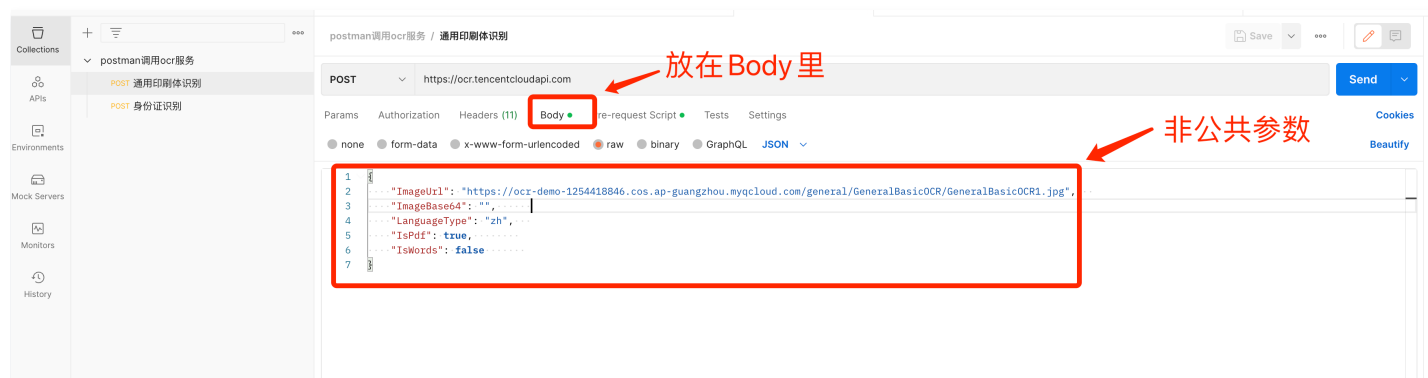 Collections
APIs
Environments
Mock Servers
Monitors
History
postman调用ocr服务
POST 通用印刷体识别
POST 身份证识别
postman调用ocr服务 / 通用印刷体识别
Save
POST
https://ocr.tencentcloudapi.com
Send
放在Body里
Params Authorization Headers (11) Body re-request Script Tests Settings
Cookies
none form-data x-www-form-urlencoded raw binary GraphQL JSON
Beautify
非公共参数
1 {
2 "ImageUrl": "https://ocr-demo-1254418846.cos.ap-guangzhou.myqcloud.com/general/GeneralBasicOCR/GeneralBasicOCR1.jpg",
3 "ImageBase64": "",
4 "LanguageType": "zh",
5 "IsPdf": true,
6 "IsWords": false
7 }